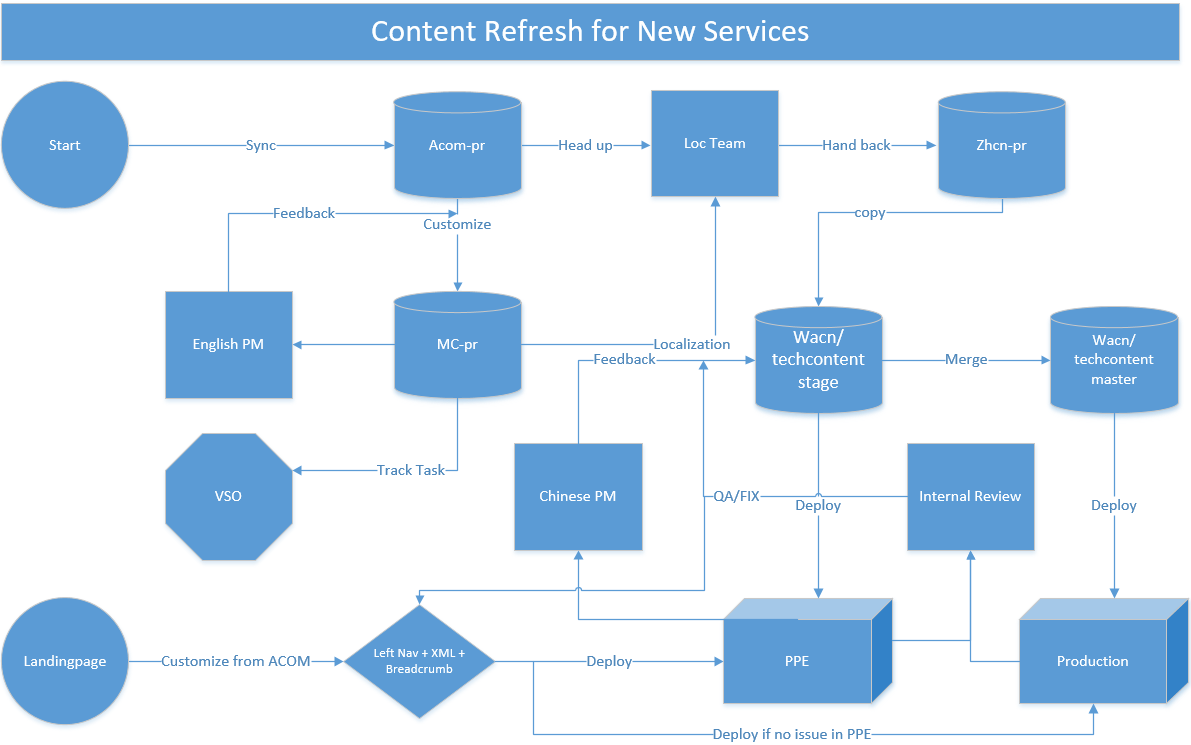 Content Refresh for New Services
Start
Sync
Acom-pr
Head up
Loc Team
Hand back
Zhcn-pr
Feedback
Customize
copy
English PM
MC-pr
Localization
Feedback
Wacn/
techcontent
stage
Merge
Wacn/
techcontent
master
VSO
Track Task
Chinese PM
QA/FIX
Deploy
Internal Review
Deploy
Landingpage
Customize from ACOM
Left Nav + XML +
Breadcrumb
Deploy
PPE
Production
Deploy if no issue in PPE